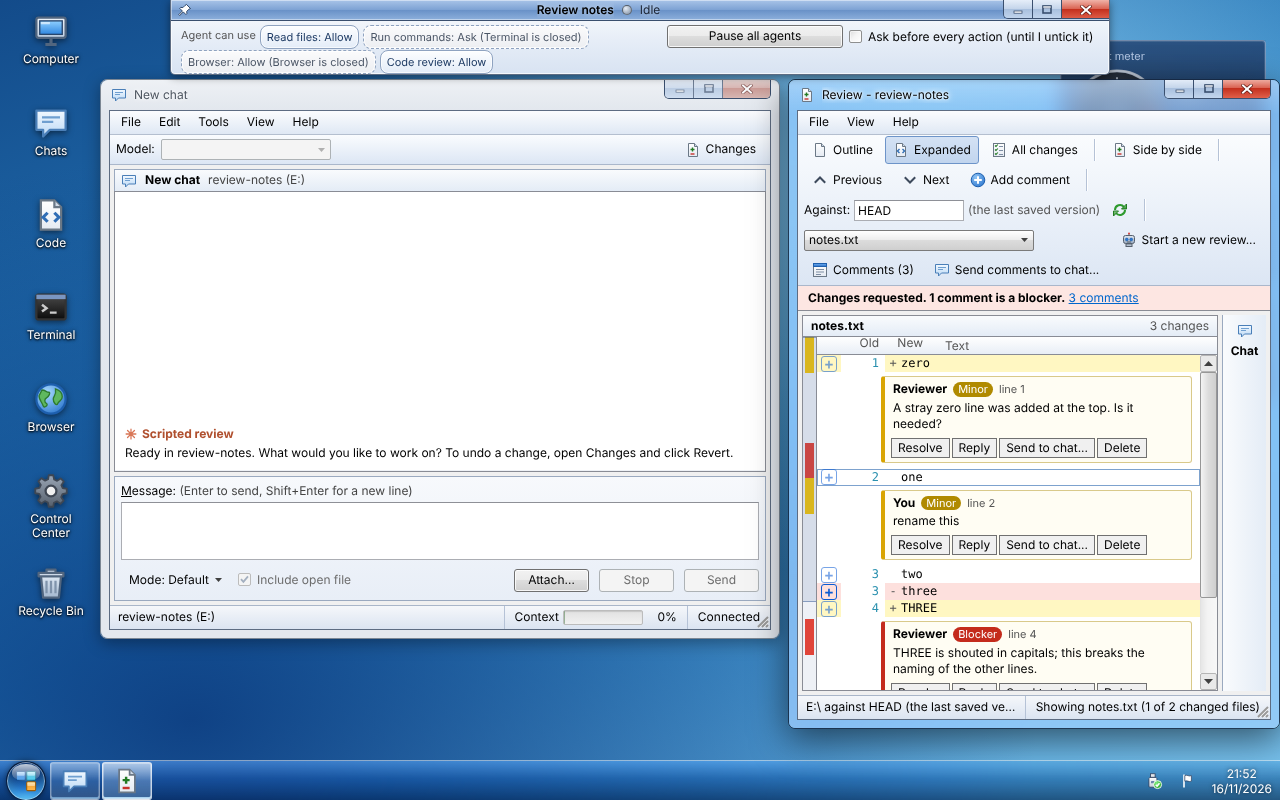 Review notes Idle
Agent can use Read files: Allow Run commands: Ask (Terminal is closed)
Browser: Allow (Browser is closed) Code review: Allow
Pause all agents Ask before every action (until I untick it)
meter
Computer
Chats
Code
Terminal
Browser
Control
Center
Recycle Bin
New chat
File Edit Tools View Help
Model: Changes
New chat review-notes (E:)
Scripted review
Ready in review-notes. What would you like to work on? To undo a change, open Changes and click Revert.
Message: (Enter to send, Shift+Enter for a new line)
Mode: Default Include open file Attach... Stop Send
review-notes (E:) Context 0% Connected
Review - review-notes
File View Help
Outline Expanded All changes Side by side
Previous Next Add comment
Against: HEAD (the last saved version)
notes.txt Start a new review...
Comments (3) Send comments to chat...
Changes requested. 1 comment is a blocker. 3 comments
notes.txt 3 changes
Chat
Old New Text
1 + zero
Reviewer Minor line 1
A stray zero line was added at the top. Is it
needed?
Resolve Reply Send to chat... Delete
2 one
You Minor line 2
rename this
Resolve Reply Send to chat... Delete
3 two
3 - three
4 + THREE
Reviewer Blocker line 4
THREE is shouted in capitals; this breaks the
naming of the other lines.
E:\ against HEAD (the last saved ve... Showing notes.txt (1 of 2 changed files)
21:52
16/11/2026